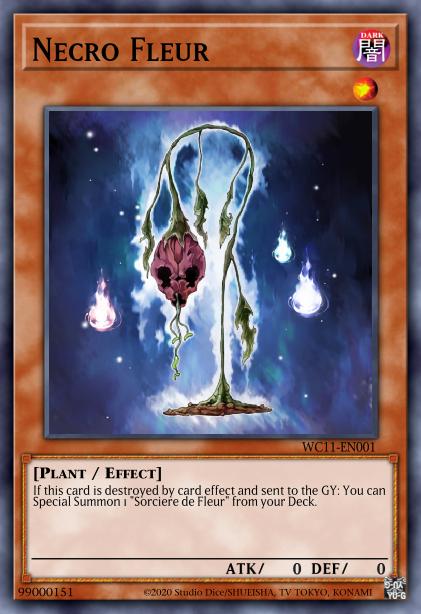 NECRO FLEUR
DARK
闇
WC11-EN001
[PLANT / EFFECT]
If this card is destroyed by card effect and sent to the GY: You can
Special Summon 1 "Sorciere de Fleur" from your Deck.
ATK/ 0 DEF/ 0
99000151 ©2020 Studio Dice/SHUEISHA, TV TOKYO, KONAMI